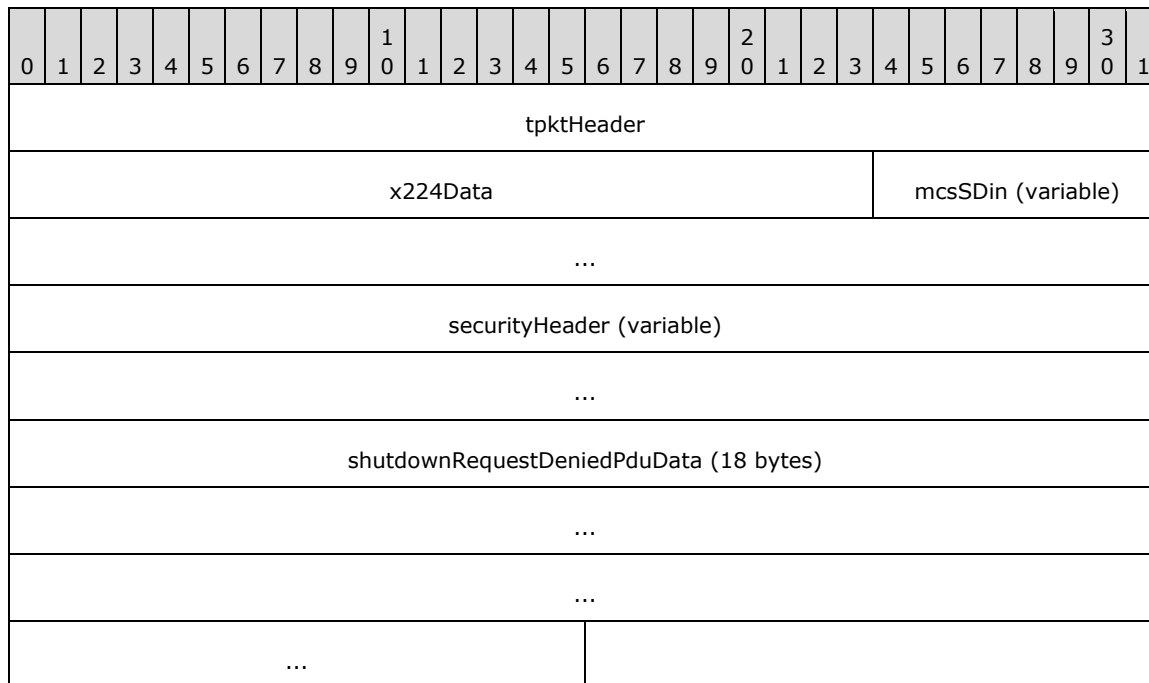 1 2 3
0 1 2 3 4 5 6 7 8 9 0 1 2 3 4 5 6 7 8 9 0 1 2 3 4 5 6 7 8 9 0 1
tpktHeader
x224Data mcsSDin (variable)
...
securityHeader (variable)
...
shutdownRequestDeniedPduData (18 bytes)
...
...
...